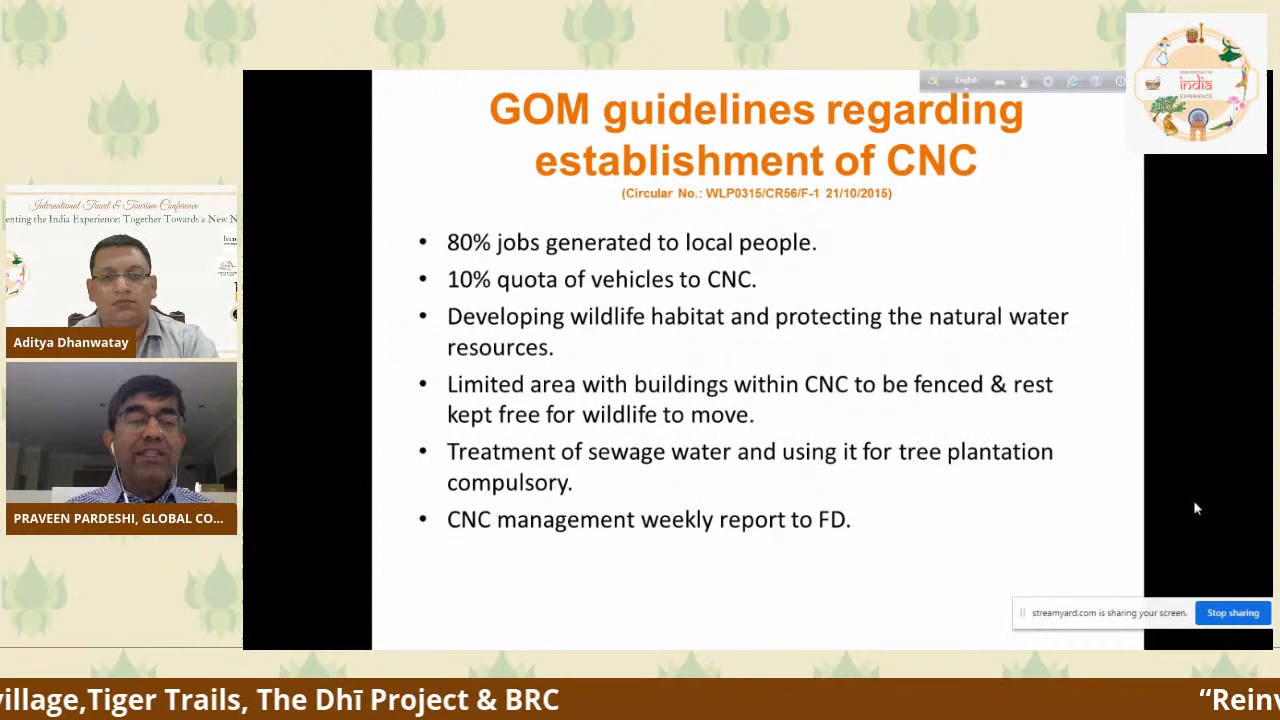 International Travel & Tourism Conference
enting the India Experience: Together Towards a New N
Aditya Dhanwatay
PRAVEEN PARDESHI, GLOBAL CO...
English
GOM guidelines regarding
establishment of CNC
(Circular No.: WLP0315/CR56/F-1 21/10/2015)
• 80% jobs generated to local people.
• 10% quota of vehicles to CNC.
• Developing wildlife habitat and protecting the natural water
resources.
• Limited area with buildings within CNC to be fenced & rest
kept free for wildlife to move.
• Treatment of sewage water and using it for tree plantation
compulsory.
• CNC management weekly report to FD.
india
EXPERIENCE
streamyard.com is sharing your screen.
Stop sharing
village,Tiger Trails, The Dhī Project & BRC
“Reinv